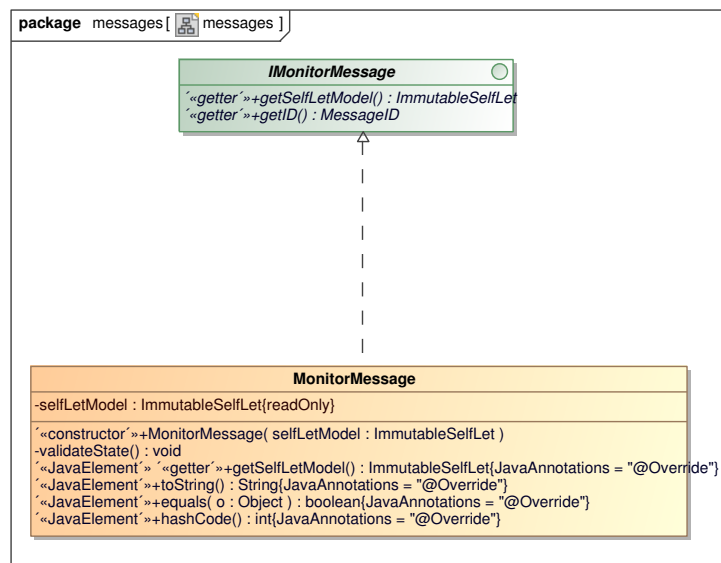 package messages[ messages ]
IMonitorMessage
´«getter´»+getSelfLetModel() : ImmutableSelfLet
´«getter´»+getID() : MessageID
MonitorMessage
-selfLetModel : ImmutableSelfLet{readOnly}
´«constructor´»+MonitorMessage( selfLetModel : ImmutableSelfLet )
-validateState() : void
´«JavaElement´» ´«getter´»+getSelfLetModel() : ImmutableSelfLet{JavaAnnotations = "@Override"}
´«JavaElement´»+toString() : String{JavaAnnotations = "@Override"}
´«JavaElement´»+equals( o : Object ) : boolean{JavaAnnotations = "@Override"}
´«JavaElement´»+hashCode() : int{JavaAnnotations = "@Override"}